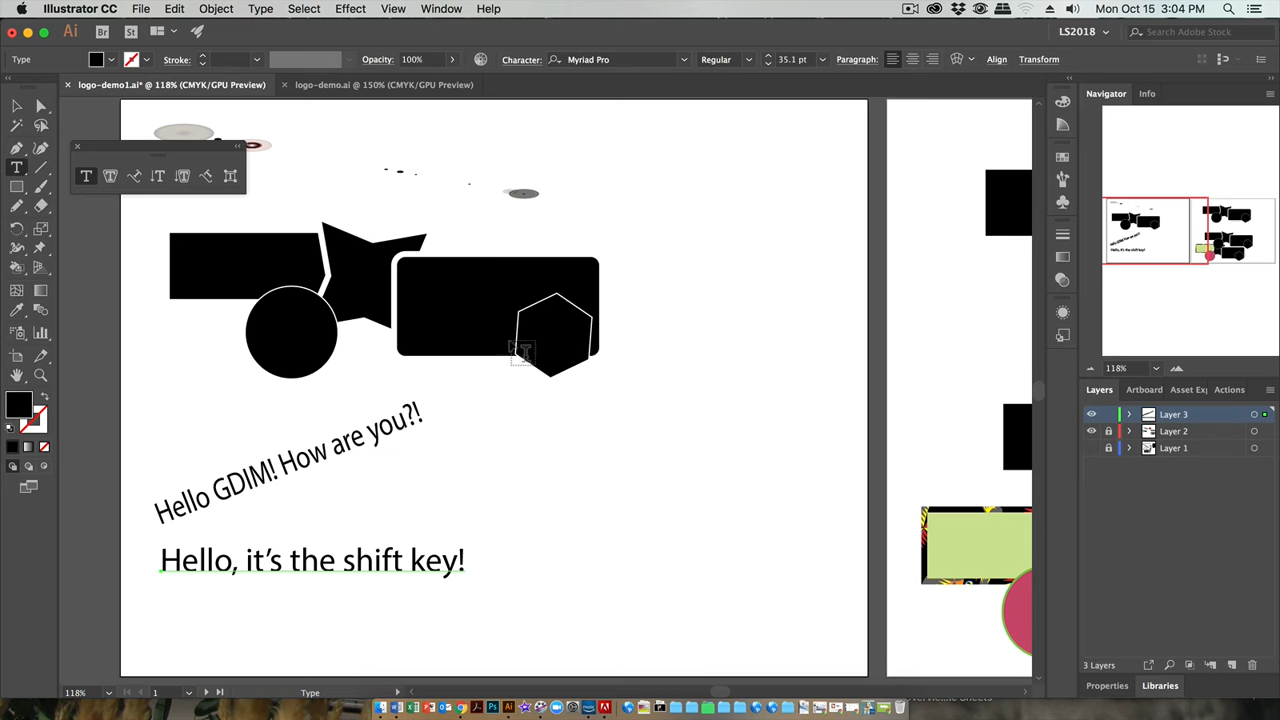 Illustrator CC File Edit Object Type Select Effect View Window Help Mon Oct 15 3:04 PM
Ai Br St LS2018 Search Adobe Stock
Type Stroke: Opacity: 100% Character: Myriad Pro Regular 35.1 pt Paragraph: Align Transform
logo-demo1.ai* @ 118% (CMYK/GPU Preview) logo-demo.ai @ 150% (CMYK/GPU Preview)
Navigator Info
118%
Layers Artboard Asset Exp Actions
Layer 3
Layer 2
Layer 1
Hello GDIM! How are you?!
Hello, it's the shift key!
3 Layers
Properties Libraries
118% 1 Type